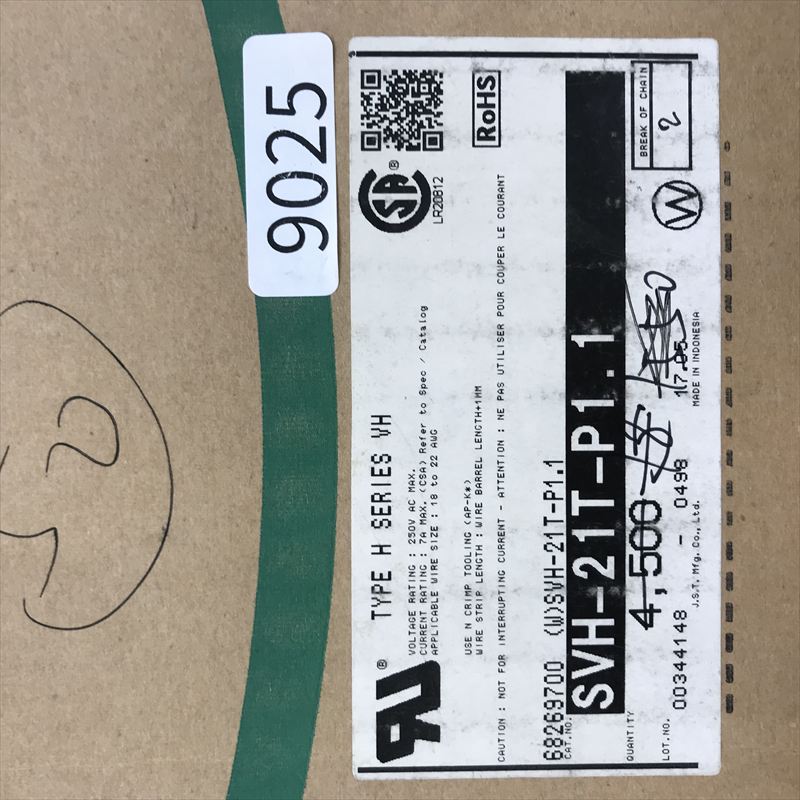 9025
TYPE H SERIES VH
VOLTAGE RATING : 250V AC MAX.
CURRENT RATING : 7A MAX. (CSA) Refer to Spec / Catalog
APPLICABLE WIRE SIZE : 18 to 22 AWG
SA ®
LR20812
USE N CRIMP TOOLING (AP-K*)
WIRE STRIP LENGTH : WIRE BARREL LENGTH+1MM
RoHS
CAUTION : NOT FOR INTERRUPTING CURRENT - ATTENTION : NE PAS UTILISER POUR COUPER LE COURANT
68269700 (W)SVH-21T-P1.1
CAT.NO.
SVH-21T-P1.1
QUANTITY
4,500
BREAK OF CHAIN
2
W
LOT.NO.
00344148 - 0498
17.05
J.S.T. Mfg. Co., Ltd.
MADE IN INDONESIA
2